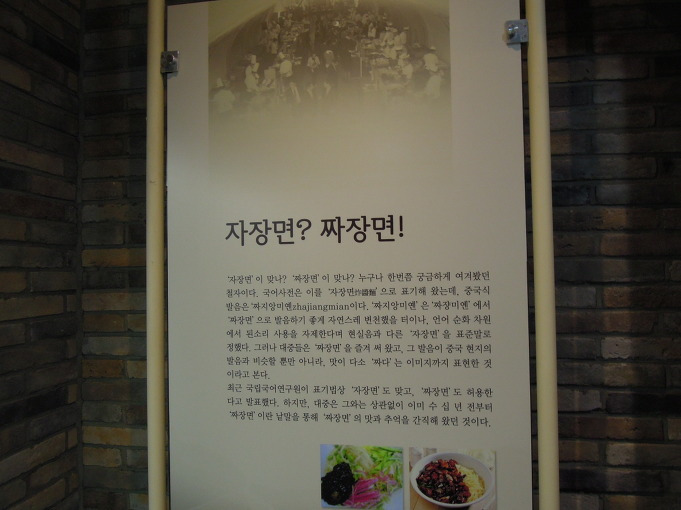 자장면? 짜장면!
‘자장면’이 맞나? ‘짜장면’이 맞나? 누구나 한번쯤 궁금하게 여겨봤던
철자이다. 국어사전은 이를 ‘자장면炸醬麵’으로 표기해 왔는데, 중국식
발음은 ‘짜지앙미엔zhajiangmian’이다. ‘짜지앙미엔’은 ‘짜장미엔’에서
‘짜장면’으로 발음하기 좋게 자연스레 변천했을 터이나, 언어 순화 차원
에서 된소리 사용을 자제한다며 현실음과 다른 ‘자장면’을 표준말로
정했다. 그러나 대중들은 ‘짜장면’을 즐겨 써 왔고, 그 발음이 중국 현지의
발음과 비슷할 뿐만 아니라, 맛이 다소 ‘짜다’는 이미지까지 표현한 것
이라고 본다.
최근 국립국어연구원이 표기법상 ‘자장면’도 맞고, ‘짜장면’도 허용한
다고 발표했다. 하지만, 대중은 그와는 상관없이 이미 수 십 년 전부터
‘짜장면’이란 낱말을 통해 ‘짜장면’의 맛과 추억을 간직해 왔던 것이다.